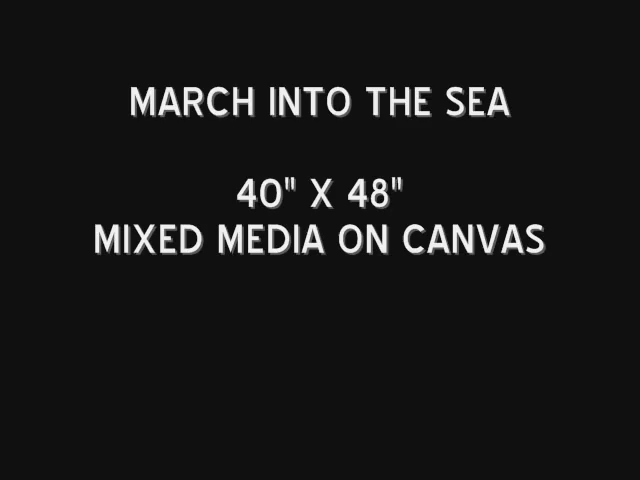 MARCH INTO THE SEA
40" X 48"
MIXED MEDIA ON CANVAS